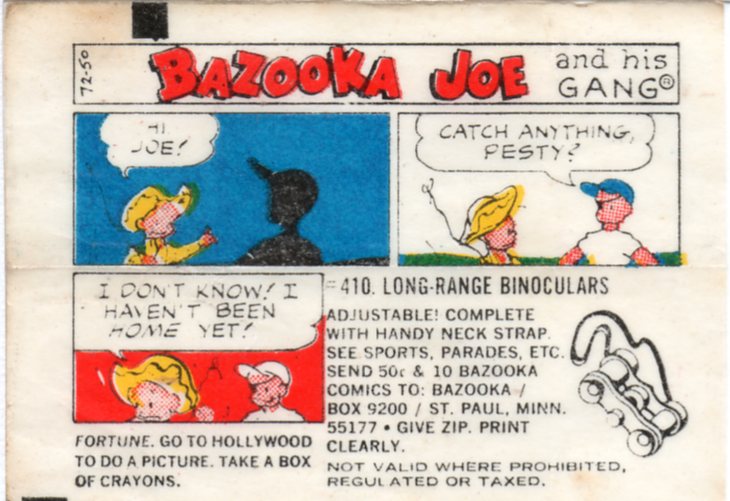 72-50
BAZOOKA JOE and his
GANG®
HI,
JOE!
CATCH ANYTHING,
PESTY?
I DON'T KNOW! I
HAVEN'T BEEN
HOME YET!
#410. LONG-RANGE BINOCULARS
ADJUSTABLE! COMPLETE
WITH HANDY NECK STRAP.
SEE SPORTS, PARADES, ETC.
SEND 50¢ & 10 BAZOOKA
COMICS TO: BAZOOKA /
BOX 9200 / ST. PAUL, MINN.
55177 • GIVE ZIP. PRINT
CLEARLY.
NOT VALID WHERE PROHIBITED,
REGULATED OR TAXED.
FORTUNE. GO TO HOLLYWOOD
TO DO A PICTURE. TAKE A BOX
OF CRAYONS.